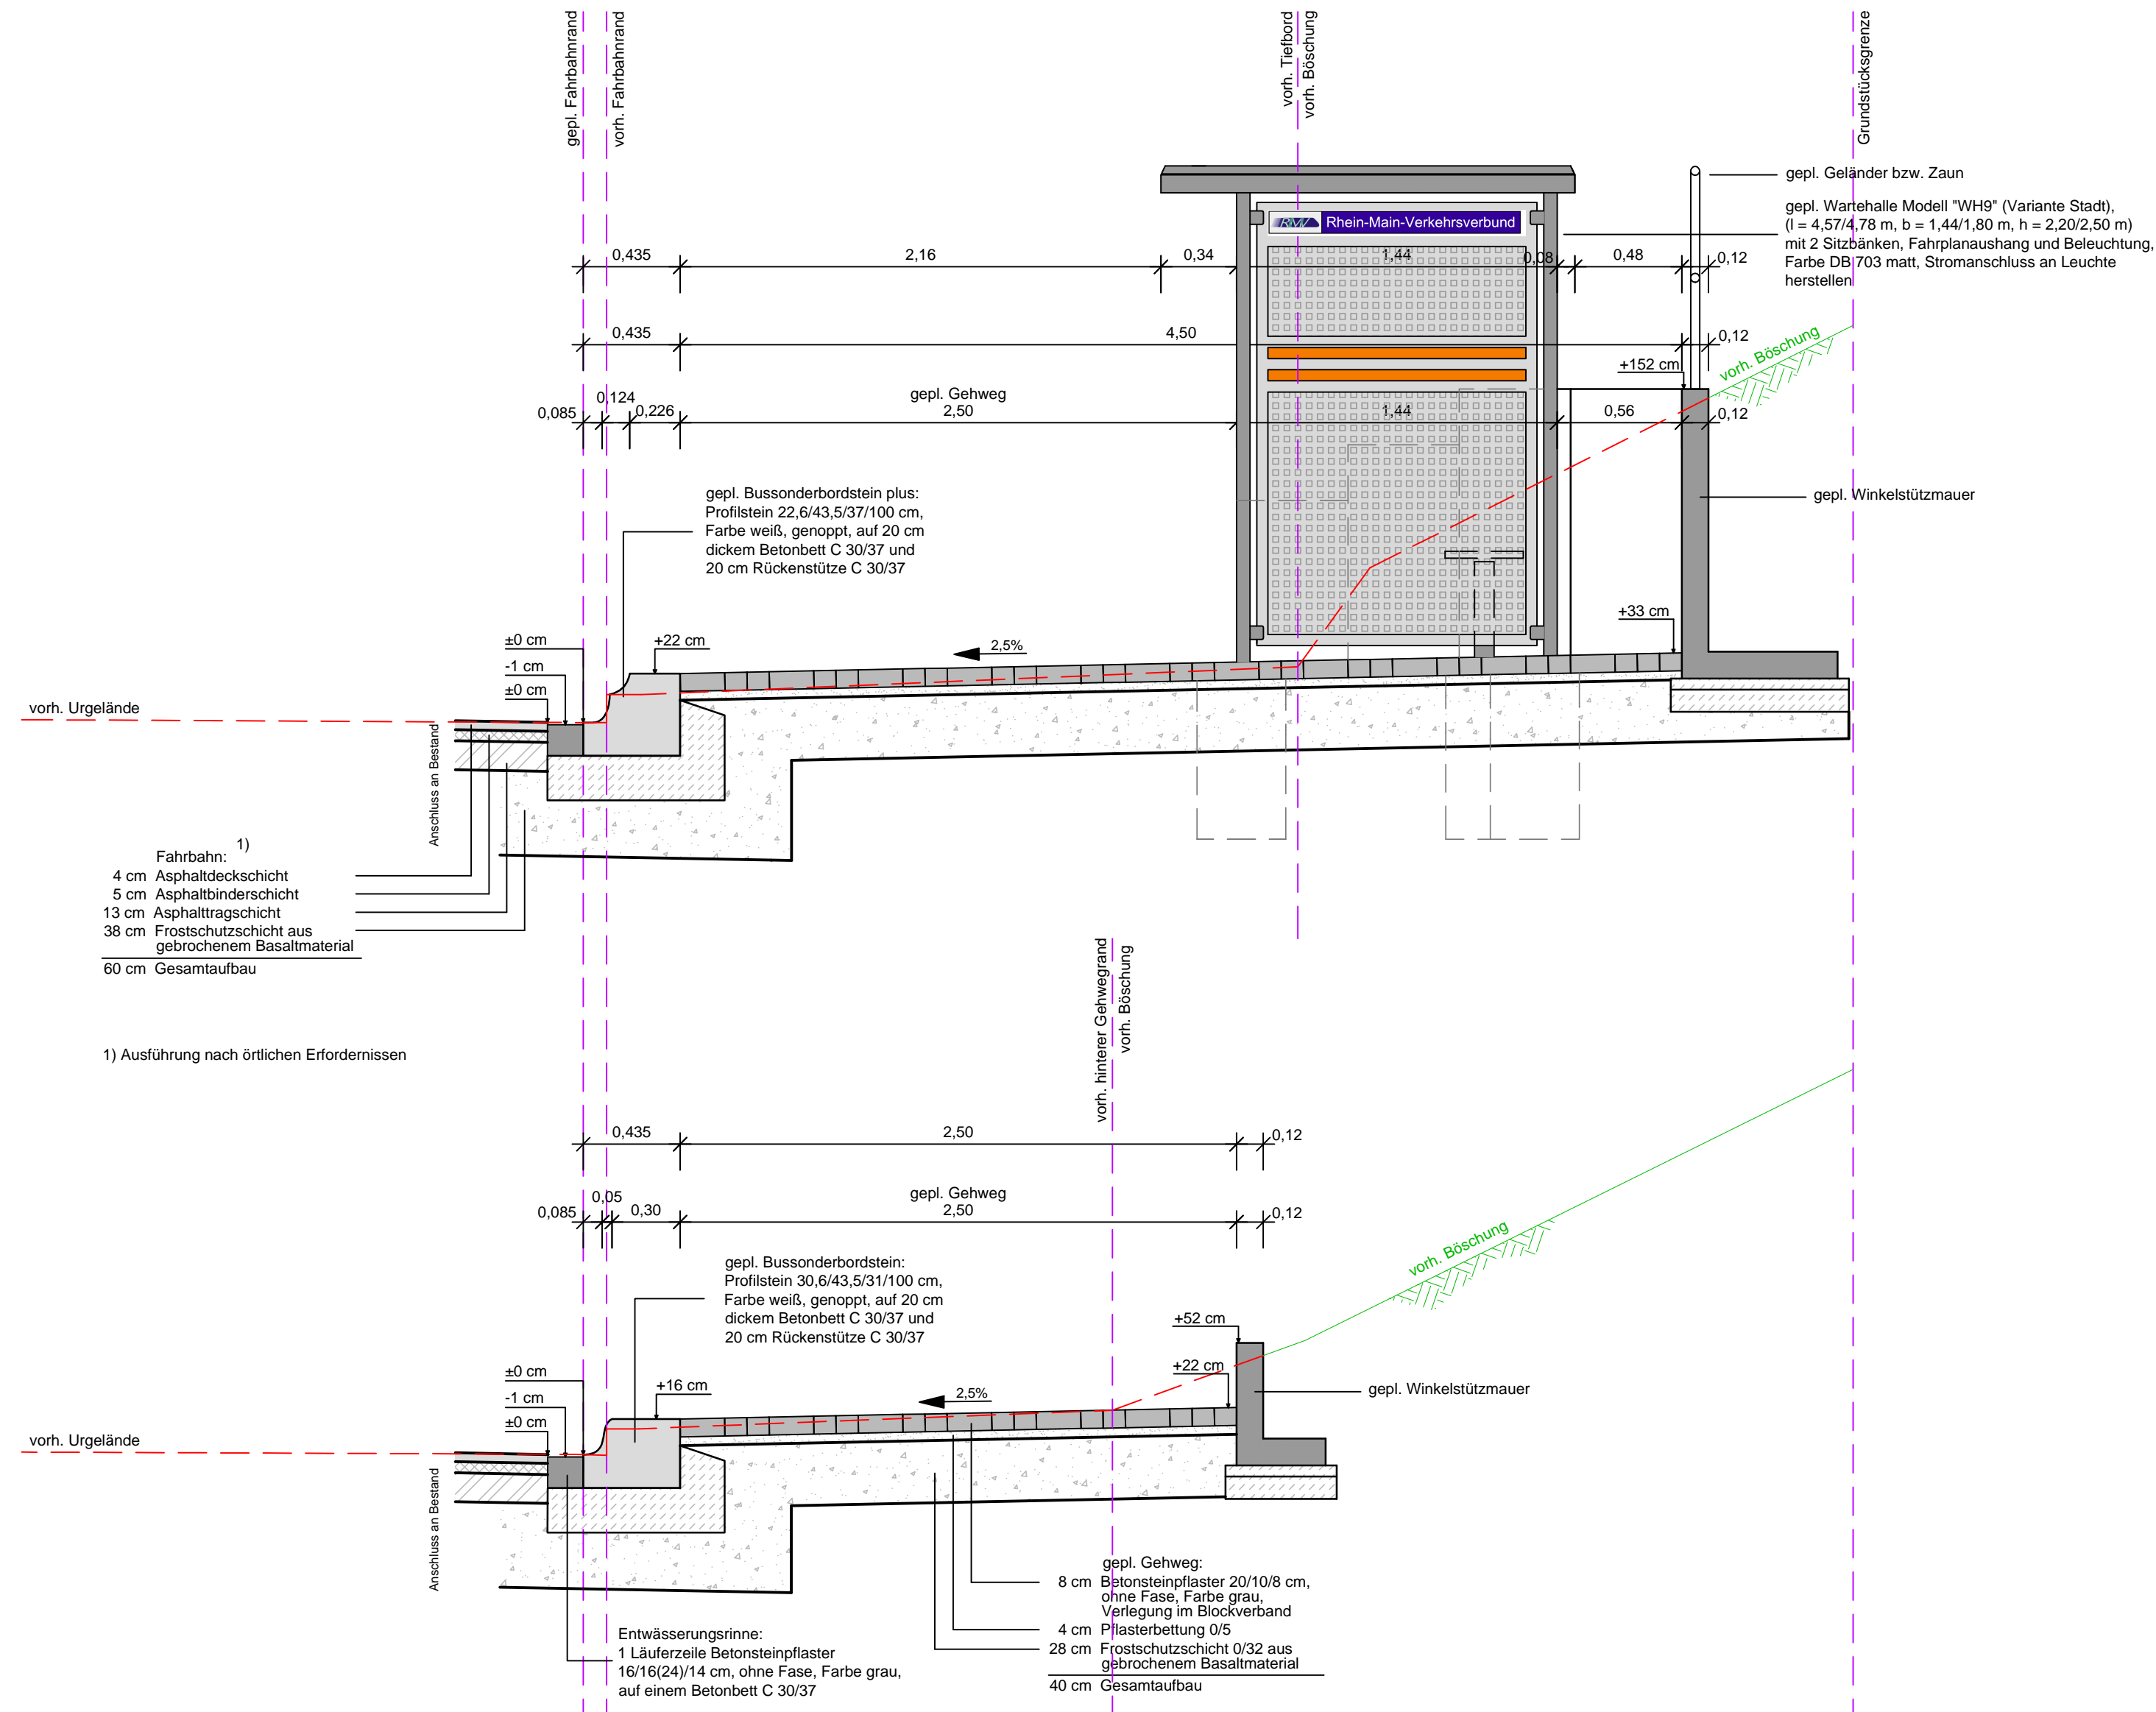 gepl. Fahrbahnrand
vorh. Fahrbahnrand
vorh. Tiefbord
vorh. Böschung
Grundstücksgrenze
gepl. Geländer bzw. Zaun
gepl. Wartehalle Modell "WH9" (Variante Stadt),
(l = 4,57/4,78 m, b = 1,44/1,80 m, h = 2,20/2,50 m)
mit 2 Sitzbänken, Fahrplanaushang und Beleuchtung,
Farbe DB 703 matt, Stromanschluss an Leuchte
herstellen
RMV Rhein-Main-Verkehrsverbund
0,435 2,16 0,34 1,44 0,08 0,48 0,12
0,435 4,50 0,12
vorh. Böschung
+152 cm
gepl. Gehweg
0,085 0,124 0,226 2,50 1,44 0,56 0,12
gepl. Bussonderbordstein plus:
Profilstein 22,6/43,5/37/100 cm,
Farbe weiß, genoppt, auf 20 cm
dickem Betonbett C 30/37 und
20 cm Rückenstütze C 30/37
gepl. Winkelstützmauer
+33 cm
±0 cm
-1 cm
±0 cm
+22 cm
2,5%
vorh. Urgelände
Anschluss an Bestand
1)
Fahrbahn:
4 cm Asphaltdeckschicht
5 cm Asphaltbinderschicht
13 cm Asphalttragschicht
38 cm Frostschutzschicht aus
gebrochenem Basaltmaterial
60 cm Gesamtaufbau
1) Ausführung nach örtlichen Erfordernissen
vorh. hinterer Gehwegrand
vorh. Böschung
0,435 2,50 0,12
gepl. Gehweg
0,085 0,05 0,30 2,50 0,12
vorh. Böschung
gepl. Bussonderbordstein:
Profilstein 30,6/43,5/31/100 cm,
Farbe weiß, genoppt, auf 20 cm
dickem Betonbett C 30/37 und
20 cm Rückenstütze C 30/37
+52 cm
+22 cm
gepl. Winkelstützmauer
±0 cm
-1 cm
±0 cm
+16 cm
2,5%
vorh. Urgelände
Anschluss an Bestand
gepl. Gehweg:
8 cm Betonsteinpflaster 20/10/8 cm,
ohne Fase, Farbe grau,
Verlegung im Blockverband
4 cm Pflasterbettung 0/5
28 cm Frostschutzschicht 0/32 aus
gebrochenem Basaltmaterial
40 cm Gesamtaufbau
Entwässerungsrinne:
1 Läuferzeile Betonsteinpflaster
16/16(24)/14 cm, ohne Fase, Farbe grau,
auf einem Betonbett C 30/37